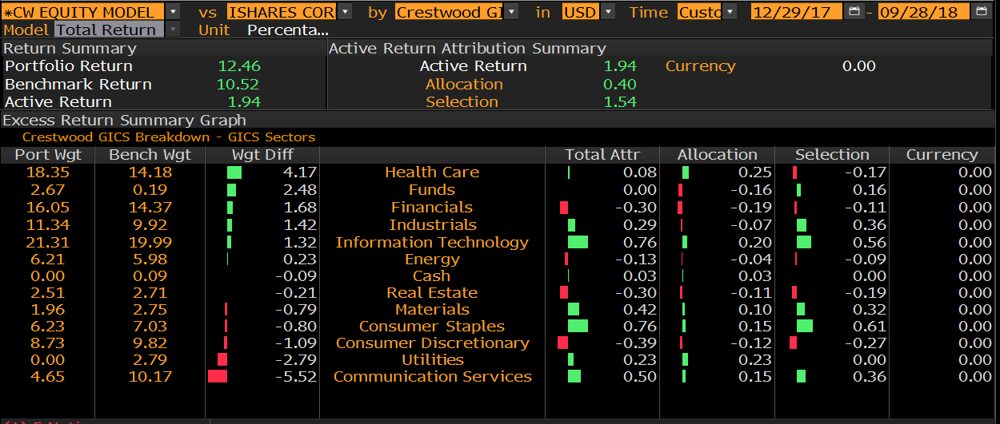 *CW EQUITY MODEL vs ISHARES COR by Crestwood GI in USD Time Custo 12/29/17 - 09/28/18
Model Total Return Unit Percenta...
Return Summary Active Return Attribution Summary
Portfolio Return 12.46 Active Return 1.94 Currency 0.00
Benchmark Return 10.52 Allocation 0.40
Active Return 1.94 Selection 1.54
Excess Return Summary Graph
Crestwood GICS Breakdown - GICS Sectors
Port Wgt Bench Wgt Wgt Diff Total Attr Allocation Selection Currency
18.35 14.18 4.17 Health Care 0.08 0.25 -0.17 0.00
2.67 0.19 2.48 Funds 0.00 -0.16 0.16 0.00
16.05 14.37 1.68 Financials -0.30 -0.19 -0.11 0.00
11.34 9.92 1.42 Industrials 0.29 -0.07 0.36 0.00
21.31 19.99 1.32 Information Technology 0.76 0.20 0.56 0.00
6.21 5.98 0.23 Energy -0.13 -0.04 -0.09 0.00
0.00 0.09 -0.09 Cash 0.03 0.03 0.00 0.00
2.51 2.71 -0.21 Real Estate -0.30 -0.11 -0.19 0.00
1.96 2.75 -0.79 Materials 0.42 0.10 0.32 0.00
6.23 7.03 -0.80 Consumer Staples 0.76 0.15 0.61 0.00
8.73 9.82 -1.09 Consumer Discretionary -0.39 -0.12 -0.27 0.00
0.00 2.79 -2.79 Utilities 0.23 0.23 0.00 0.00
4.65 10.17 -5.52 Communication Services 0.50 0.15 0.36 0.00